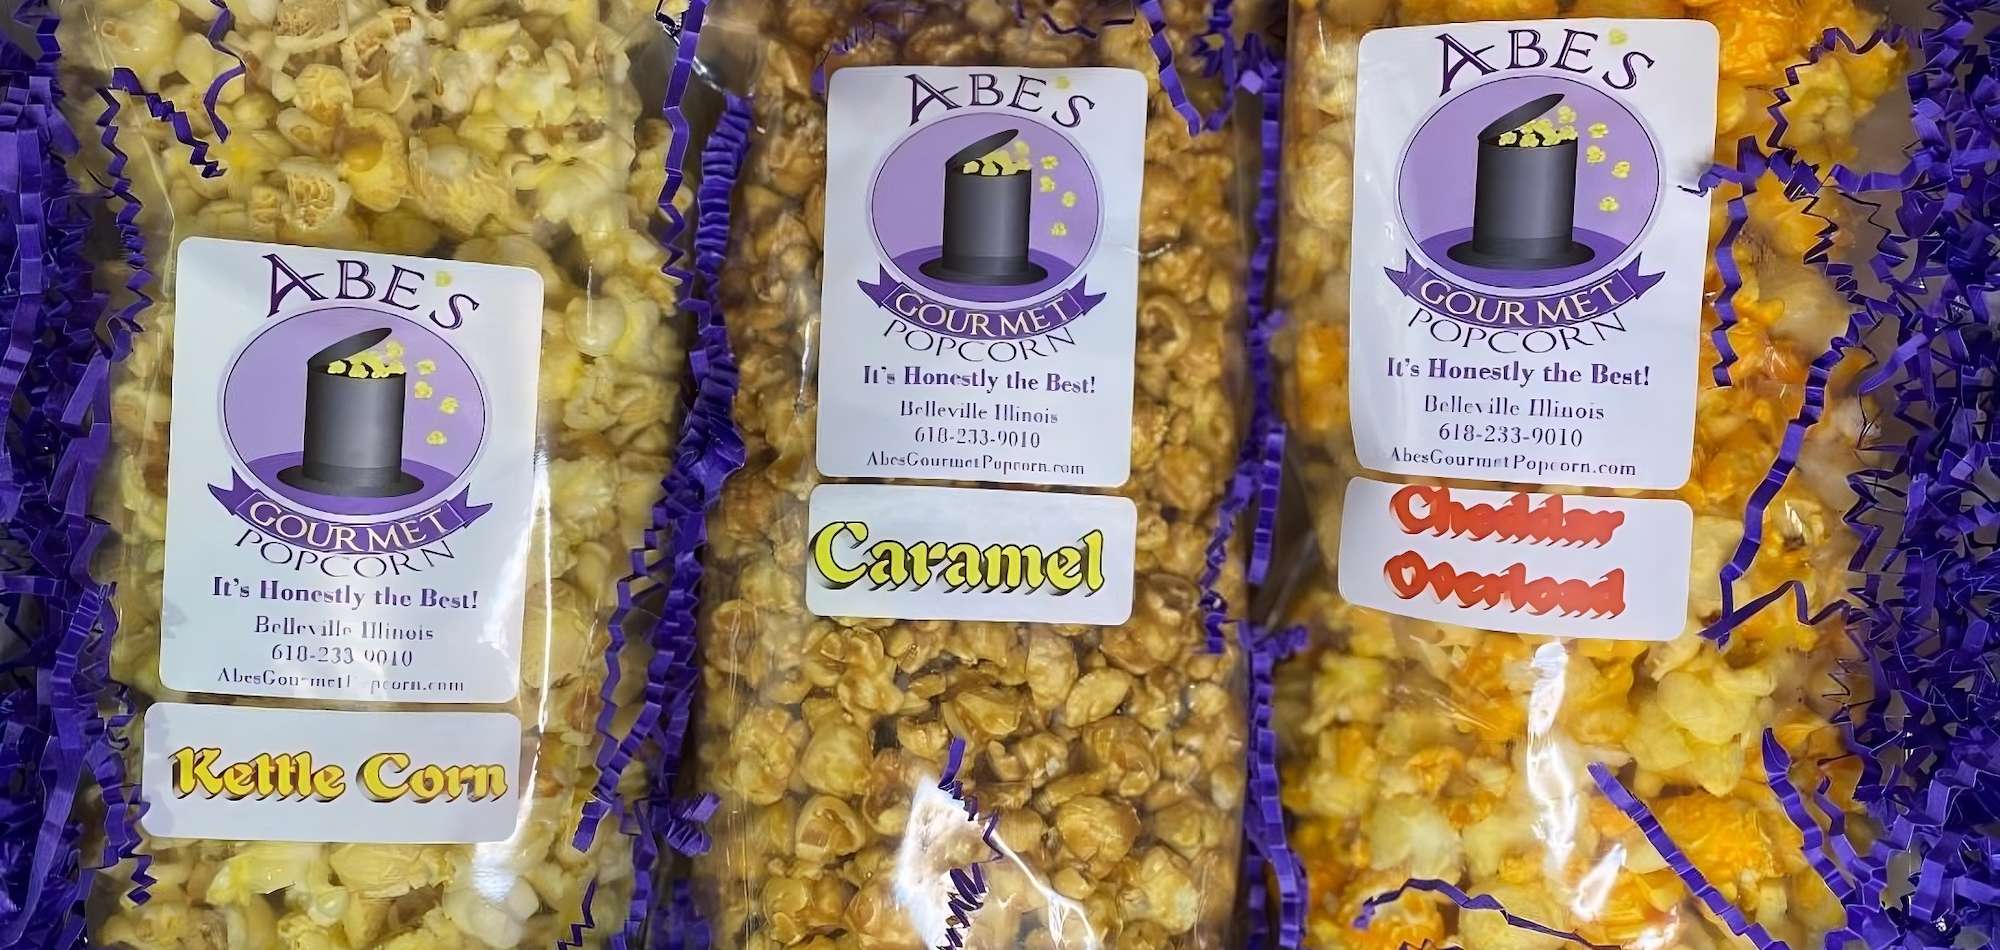 ABE'S
GOURMET
POPCORN
It's Honestly the Best!
Belleville Illinois
618-233-9010
AbesGourmetPopcorn.com
Kettle Corn
ABE'S
GOURMET
POPCORN
It's Honestly the Best!
Belleville Illinois
618-233-9010
AbesGourmetPopcorn.com
Caramel
ABE'S
GOURMET
POPCORN
It's Honestly the Best!
Belleville Illinois
618-233-9010
AbesGourmetPopcorn.com
Cheddar
Overload